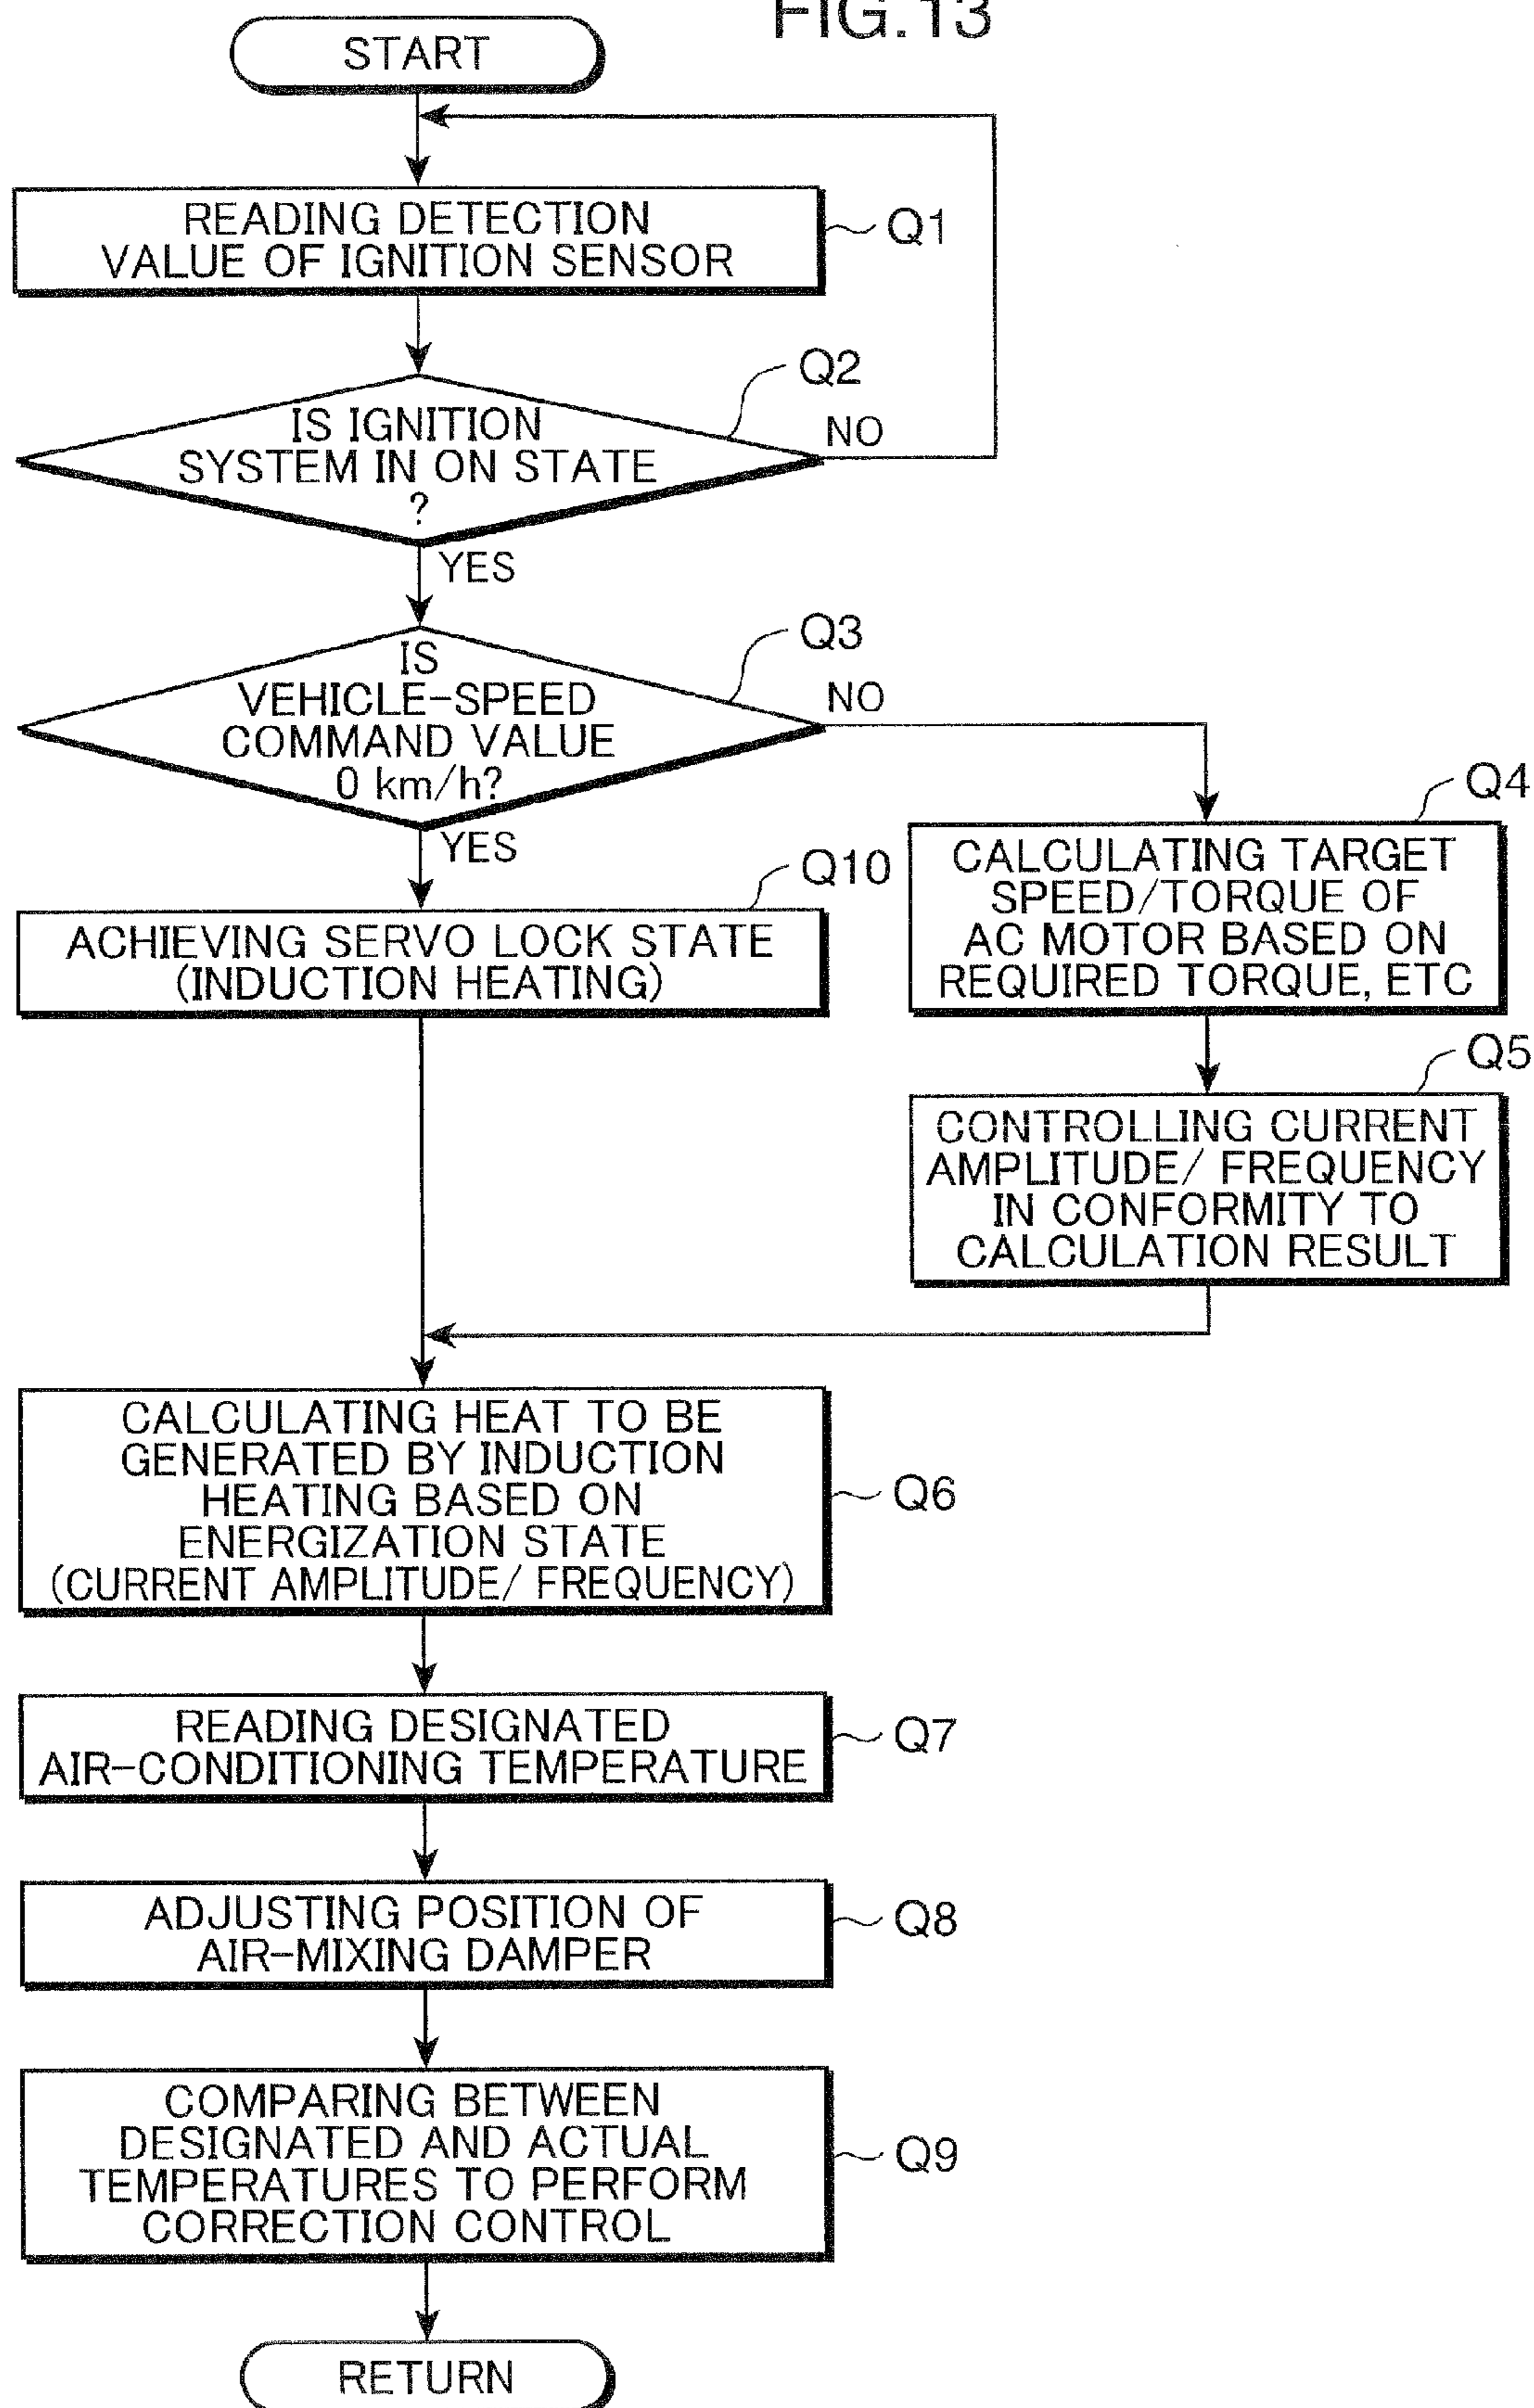 FIG.13
START
READING DETECTION
VALUE OF IGNITION SENSOR
Q1
Q2
IS IGNITION
SYSTEM IN ON STATE
?
NO
YES
Q3
IS
VEHICLE-SPEED
COMMAND VALUE
0 km/h?
NO
YES
Q4
CALCULATING TARGET
SPEED/TORQUE OF
AC MOTOR BASED ON
REQUIRED TORQUE, ETC
Q10
ACHIEVING SERVO LOCK STATE
(INDUCTION HEATING)
Q5
CONTROLLING CURRENT
AMPLITUDE/ FREQUENCY
IN CONFORMITY TO
CALCULATION RESULT
CALCULATING HEAT TO BE
GENERATED BY INDUCTION
HEATING BASED ON
ENERGIZATION STATE
(CURRENT AMPLITUDE/ FREQUENCY)
Q6
READING DESIGNATED
AIR-CONDITIONING TEMPERATURE
Q7
ADJUSTING POSITION OF
AIR-MIXING DAMPER
Q8
COMPARING BETWEEN
DESIGNATED AND ACTUAL
TEMPERATURES TO PERFORM
CORRECTION CONTROL
Q9
RETURN